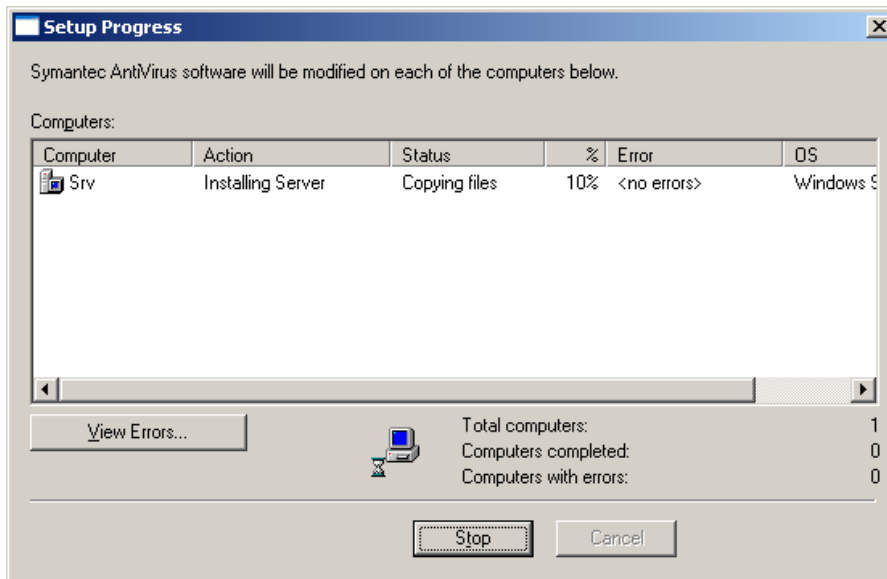 Setup Progress
Symantec AntiVirus software will be modified on each of the computers below.
Computers:
Computer Action Status % Error OS
Srv Installing Server Copying files 10% <no errors> Windows S
View Errors...
Total computers: 1
Computers completed: 0
Computers with errors: 0
Stop Cancel